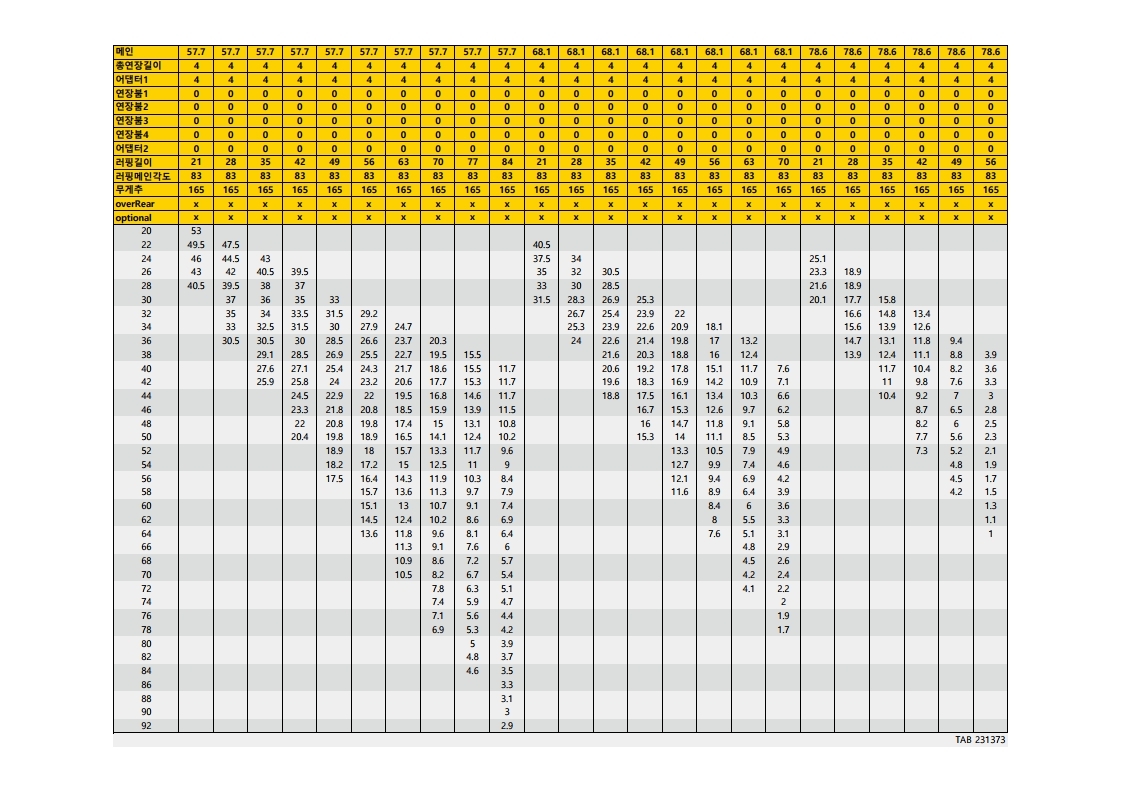 메인 57.7 57.7 57.7 57.7 57.7 57.7 57.7 57.7 57.7 57.7 68.1 68.1 68.1 68.1 68.1 68.1 68.1 68.1 78.6 78.6 78.6 78.6 78.6 78.6
총연장길이 4 4 4 4 4 4 4 4 4 4 4 4 4 4 4 4 4 4 4 4 4 4 4 4
어댑터1 4 4 4 4 4 4 4 4 4 4 4 4 4 4 4 4 4 4 4 4 4 4 4 4
연장붐1 0 0 0 0 0 0 0 0 0 0 0 0 0 0 0 0 0 0 0 0 0 0 0 0
연장붐2 0 0 0 0 0 0 0 0 0 0 0 0 0 0 0 0 0 0 0 0 0 0 0 0
연장붐3 0 0 0 0 0 0 0 0 0 0 0 0 0 0 0 0 0 0 0 0 0 0 0 0
연장붐4 0 0 0 0 0 0 0 0 0 0 0 0 0 0 0 0 0 0 0 0 0 0 0 0
어댑터2 0 0 0 0 0 0 0 0 0 0 0 0 0 0 0 0 0 0 0 0 0 0 0 0
러핑길이 21 28 35 42 49 56 63 70 77 84 21 28 35 42 49 56 63 70 21 28 35 42 49 56
러핑메인각도 83 83 83 83 83 83 83 83 83 83 83 83 83 83 83 83 83 83 83 83 83 83 83 83
무게추 165 165 165 165 165 165 165 165 165 165 165 165 165 165 165 165 165 165 165 165 165 165 165 165
overRear x x x x x x x x x x x x x x x x x x x x x x x x
optional x x x x x x x x x x x x x x x x x x x x x x x x
20 53
22 49.5 47.5 40.5
24 46 44.5 43 37.5 34 25.1
26 43 42 40.5 39.5 35 32 30.5 23.3 18.9
28 40.5 39.5 38 37 33 30 28.5 21.6 18.9
30 37 36 35 33 31.5 28.3 26.9 25.3 20.1 17.7 15.8
32 35 34 33.5 31.5 29.2 26.7 25.4 23.9 22 16.6 14.8 13.4
34 33 32.5 31.5 30 27.9 24.7 25.3 23.9 22.6 20.9 18.1 15.6 13.9 12.6
36 30.5 30.5 30 28.5 26.6 23.7 20.3 24 22.6 21.4 19.8 17 13.2 14.7 13.1 11.8 9.4
38 29.1 28.5 26.9 25.5 22.7 19.5 15.5 21.6 20.3 18.8 16 12.4 13.9 12.4 11.1 8.8 3.9
40 27.6 27.1 25.4 24.3 21.7 18.6 15.5 11.7 20.6 19.2 17.8 15.1 11.7 7.6 11.7 10.4 8.2 3.6
42 25.9 25.8 24 23.2 20.6 17.7 15.3 11.7 19.6 18.3 16.9 14.2 10.9 7.1 11 9.8 7.6 3.3
44 24.5 22.9 22 19.5 16.8 14.6 11.7 18.8 17.5 16.1 13.4 10.3 6.6 10.4 9.2 7 3
46 23.3 21.8 20.8 18.5 15.9 13.9 11.5 16.7 15.3 12.6 9.7 6.2 8.7 6.5 2.8
48 22 20.8 19.8 17.4 15 13.1 10.8 16 14.7 11.8 9.1 5.8 8.2 6 2.5
50 20.4 19.8 18.9 16.5 14.1 12.4 10.2 15.3 14 11.1 8.5 5.3 7.7 5.6 2.3
52 18.9 18 15.7 13.3 11.7 9.6 13.3 10.5 7.9 4.9 7.3 5.2 2.1
54 18.2 17.2 15 12.5 11 9 12.7 9.9 7.4 4.6 4.8 1.9
56 17.5 16.4 14.3 11.9 10.3 8.4 12.1 9.4 6.9 4.2 4.5 1.7
58 15.7 13.6 11.3 9.7 7.9 11.6 8.9 6.4 3.9 4.2 1.5
60 15.1 13 10.7 9.1 7.4 8.4 6 3.6 1.3
62 14.5 12.4 10.2 8.6 6.9 8 5.5 3.3 1.1
64 13.6 11.8 9.6 8.1 6.4 7.6 5.1 3.1 1
66 11.3 9.1 7.6 6 4.8 2.9
68 10.9 8.6 7.2 5.7 4.5 2.6
70 10.5 8.2 6.7 5.4 4.2 2.4
72 7.8 6.3 5.1 4.1 2.2
74 7.4 5.9 4.7 2
76 7.1 5.6 4.4 1.9
78 6.9 5.3 4.2 1.7
80 5 3.9
82 4.8 3.7
84 4.6 3.5
86 3.3
88 3.1
90 3
92 2.9
TAB 231373